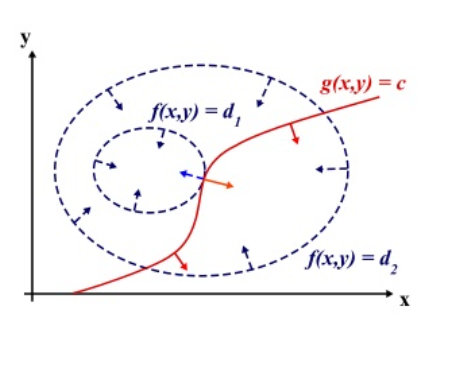 y
g(x,y) = c
f(x,y) = d₁
f(x,y) = d₂
x